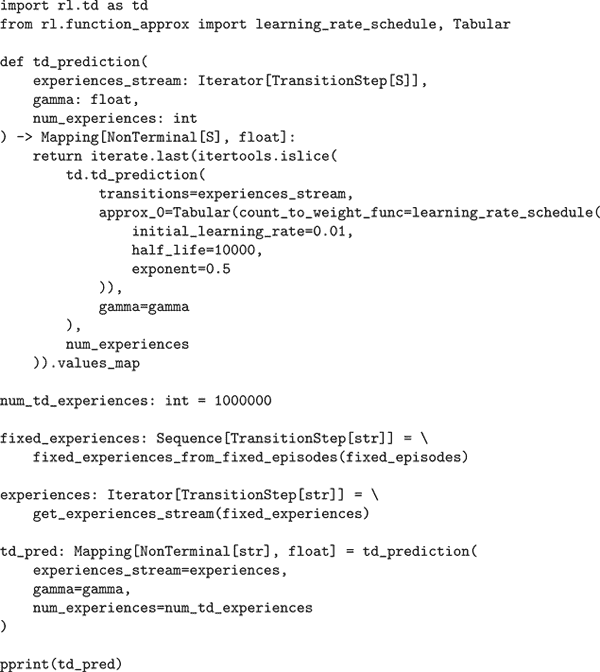 import rl.td as td
from rl.function_approx import learning_rate_schedule, Tabular

def td_prediction(
    experiences_stream: Iterator[TransitionStep[S]],
    gamma: float,
    num_experiences: int
) -> Mapping[NonTerminal[S], float]:
    return iterate.last(itertools.islice(
        td.td_prediction(
            transitions=experiences_stream,
            approx_0=Tabular(count_to_weight_func=learning_rate_schedule(
                initial_learning_rate=0.01,
                half_life=10000,
                exponent=0.5
            )),
            gamma=gamma
        ),
        num_experiences
    )).values_map

num_td_experiences: int = 1000000

fixed_experiences: Sequence[TransitionStep[str]] = \
    fixed_experiences_from_fixed_episodes(fixed_episodes)

experiences: Iterator[TransitionStep[str]] = \
    get_experiences_stream(fixed_experiences)

td_pred: Mapping[NonTerminal[str], float] = td_prediction(
    experiences_stream=experiences,
    gamma=gamma,
    num_experiences=num_td_experiences
)

pprint(td_pred)